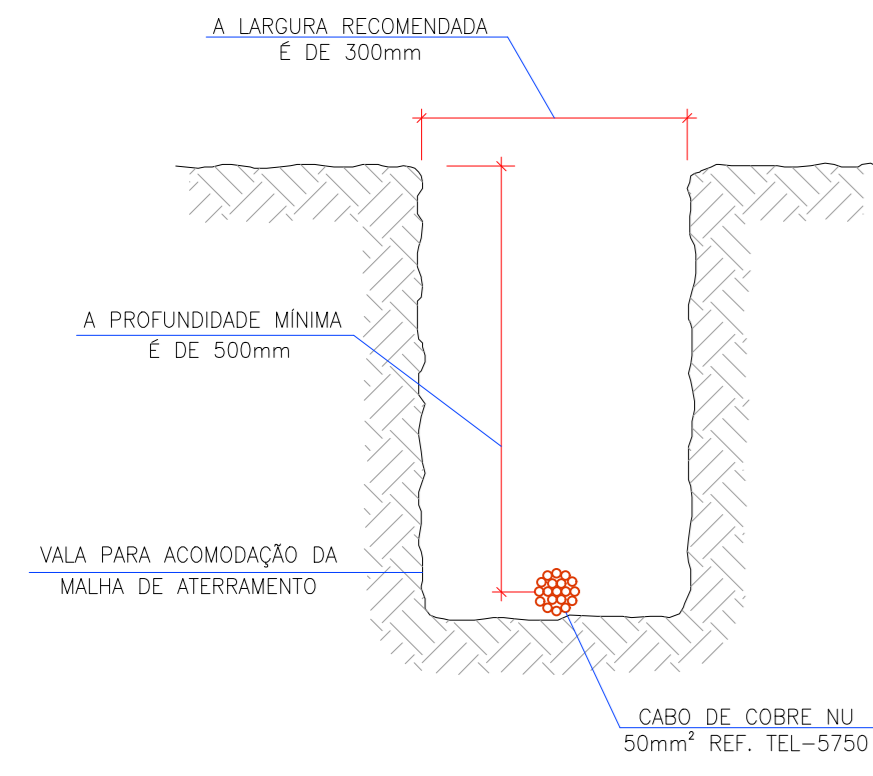 A LARGURA RECOMENDADA
É DE 300mm
A PROFUNDIDADE MÍNIMA
É DE 500mm
VALA PARA ACOMODAÇÃO DA
MALHA DE ATERRAMENTO
CABO DE COBRE NU
50mm² REF. TEL-5750